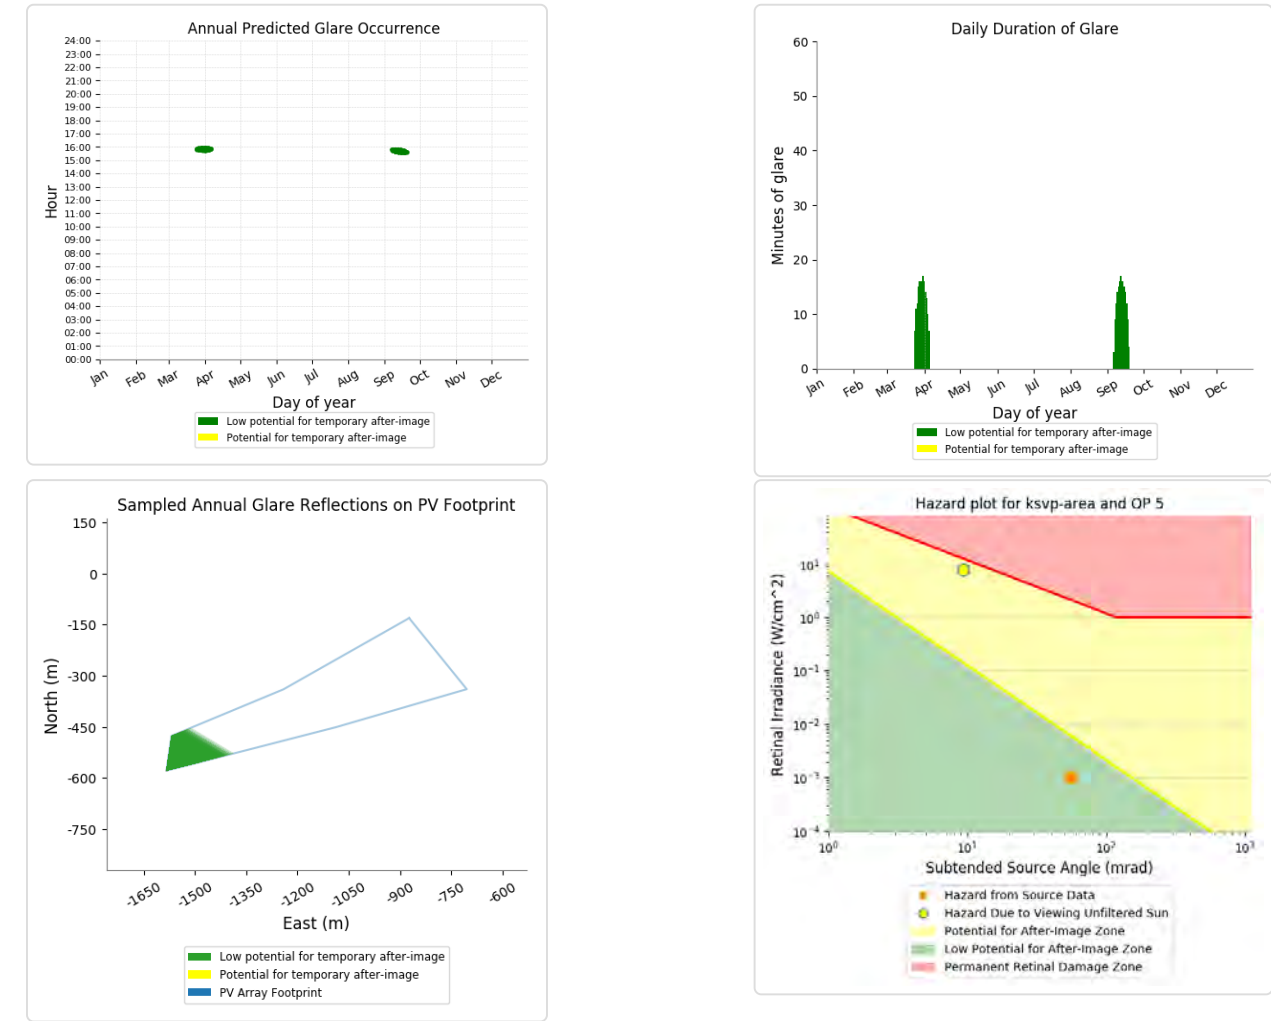 Annual Predicted Glare Occurrence
24:00
23:00
22:00
21:00
20:00
19:00
18:00
17:00
16:00
15:00
14:00
13:00
12:00
11:00
10:00
09:00
08:00
07:00
06:00
05:00
04:00
03:00
02:00
01:00
00:00
Hour
Jan Feb Mar Apr May Jun Jul Aug Sep Oct Nov Dec
Day of year
Low potential for temporary after-image
Potential for temporary after-image
Daily Duration of Glare
60
50
40
30
20
10
0
Minutes of glare
Jan Feb Mar Apr May Jun Jul Aug Sep Oct Nov Dec
Day of year
Low potential for temporary after-image
Potential for temporary after-image
Sampled Annual Glare Reflections on PV Footprint
150
0
-150
-300
-450
-600
-750
North (m)
-1650 -1500 -1350 -1200 -1050 -900 -750 -600
East (m)
Low potential for temporary after-image
Potential for temporary after-image
PV Array Footprint
Hazard plot for ksvp-area and OP 5
10¹
10⁰
10⁻¹
10⁻²
10⁻³
10⁻⁴
Retinal Irradiance (W/cm^2)
10⁰ 10¹ 10² 10³
Subtended Source Angle (mrad)
Hazard from Source Data
Hazard Due to Viewing Unfiltered Sun
Potential for After-Image Zone
Low Potential for After-Image Zone
Permanent Retinal Damage Zone